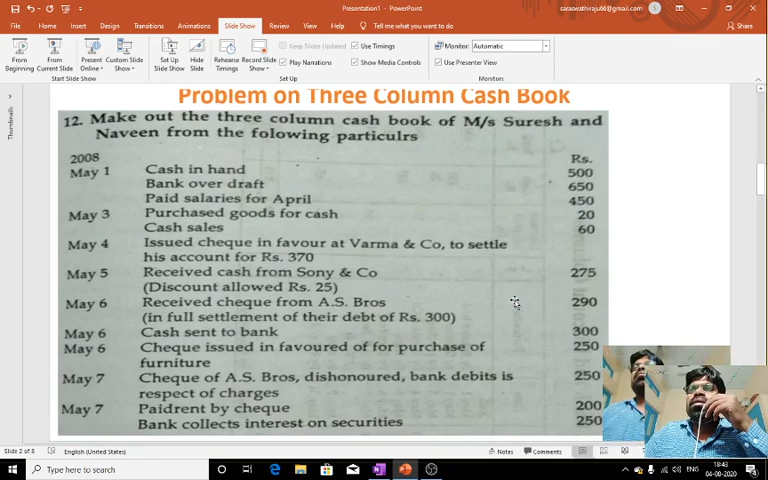 Presentation1 - PowerPoint
saraswathiraju66@gmail.com
S
File Home Insert Design Transitions Animations Slide Show Review View Help Tell me what you want to do Share
From Beginning
From Current Slide
Present Online
Custom Slide Show
Set Up Slide Show
Hide Slide
Rehearse Timings
Record Slide Show
Keep Slides Updated
Use Timings
Play Narrations
Show Media Controls
Monitor: Automatic
Use Presenter View
Start Slide Show
Set Up
Monitors
Thumbnails
Problem on Three Column Cash Book
12. Make out the three column cash book of M/s Suresh and
Naveen from the folowing particulrs
2008 Rs.
May 1 Cash in hand 500
Bank over draft 650
Paid salaries for April 450
May 3 Purchased goods for cash 20
Cash sales 60
May 4 Issued cheque in favour at Varma & Co, to settle
his account for Rs. 370
May 5 Received cash from Sony & Co 275
(Discount allowed Rs. 25)
May 6 Received cheque from A.S. Bros 290
(in full settlement of their debt of Rs. 300)
May 6 Cash sent to bank 300
May 6 Cheque issued in favoured of for purchase of 250
furniture
May 7 Cheque of A.S. Bros, dishonoured, bank debits is 250
respect of charges
May 7 Paidrent by cheque 200
Bank collects interest on securities 250
Slide 2 of 8 English (United States) Notes Comments
Type here to search
ENG
18:43
04-08-2020